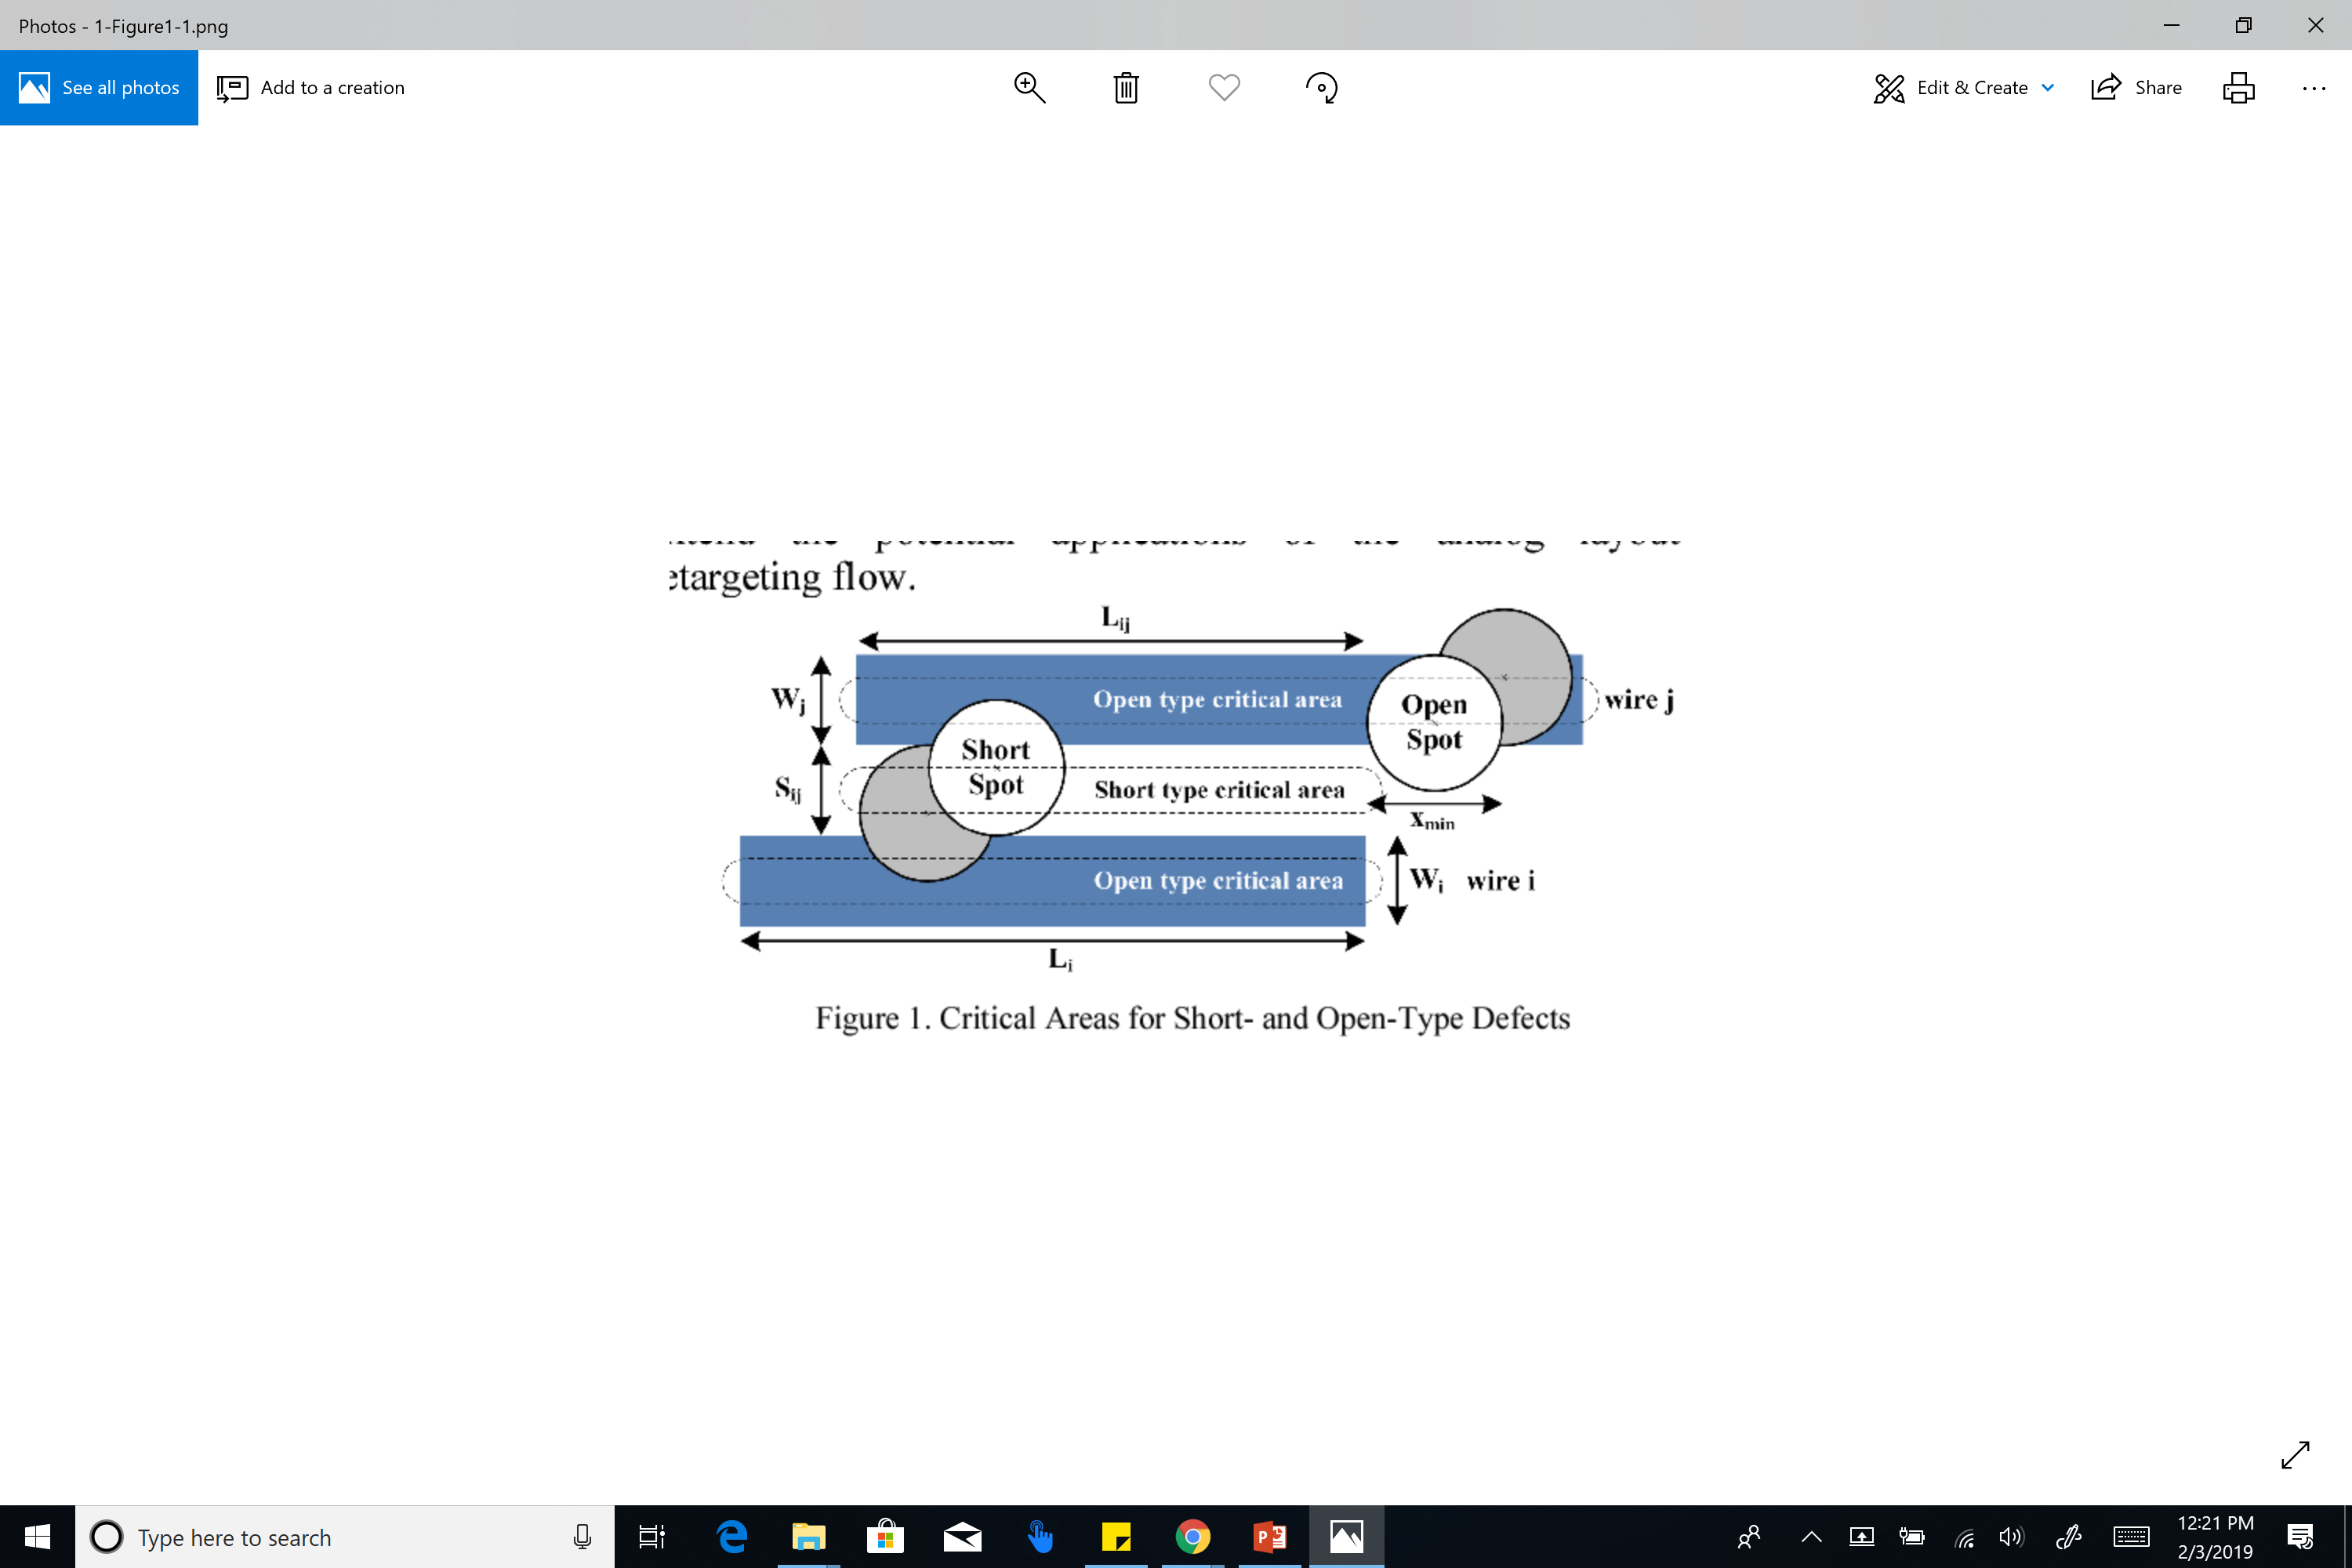 Photos - 1-Figure1-1.png
See all photos
Add to a creation
Edit & Create
Share
etargeting flow.
Lij
Wj
Open type critical area
Open
Spot
wire j
Short
Spot
Sij
Short type critical area
xmin
Open type critical area
Wi wire i
Li
Figure 1. Critical Areas for Short- and Open-Type Defects
Type here to search
12:21 PM
2/3/2019